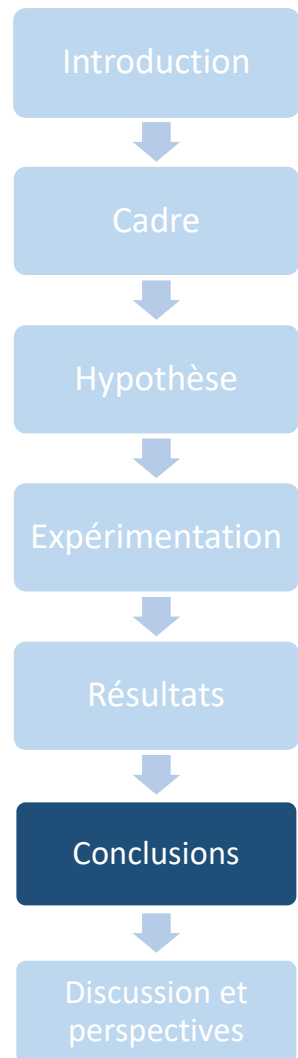 Introduction
Cadre
Hypothèse
Expérimentation
Résultats
Conclusions
Discussion et
perspectives